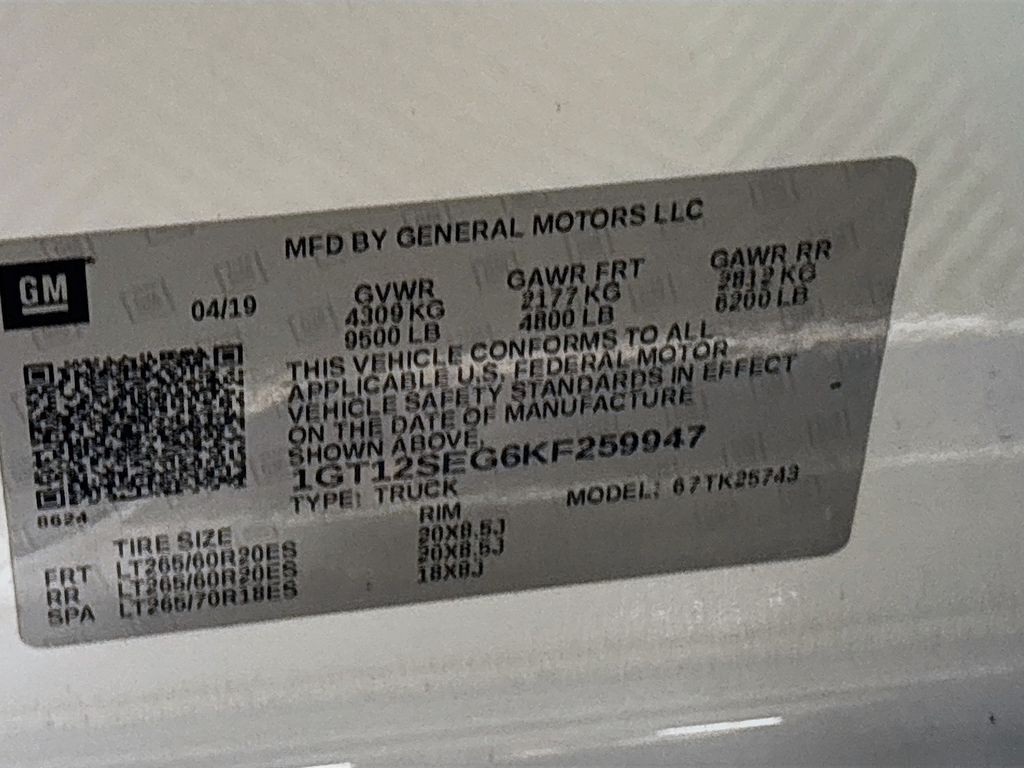 MFD BY GENERAL MOTORS LLC
GM
04/19
GVWR GAWR FRT GAWR RR
4309 KG 2177 KG 2812 KG
9500 LB 4800 LB 6200 LB
THIS VEHICLE CONFORMS TO ALL
APPLICABLE U.S. FEDERAL MOTOR
VEHICLE SAFETY STANDARDS IN EFFECT
ON THE DATE OF MANUFACTURE
SHOWN ABOVE.
1GT12SEG6KF259947
TYPE: TRUCK MODEL: 67TK25743
8624
TIRE SIZE RIM
FRT LT265/60R20ES 20X8.5J
RR LT265/60R20ES 20X8.5J
SPA LT265/70R18ES 18X8J